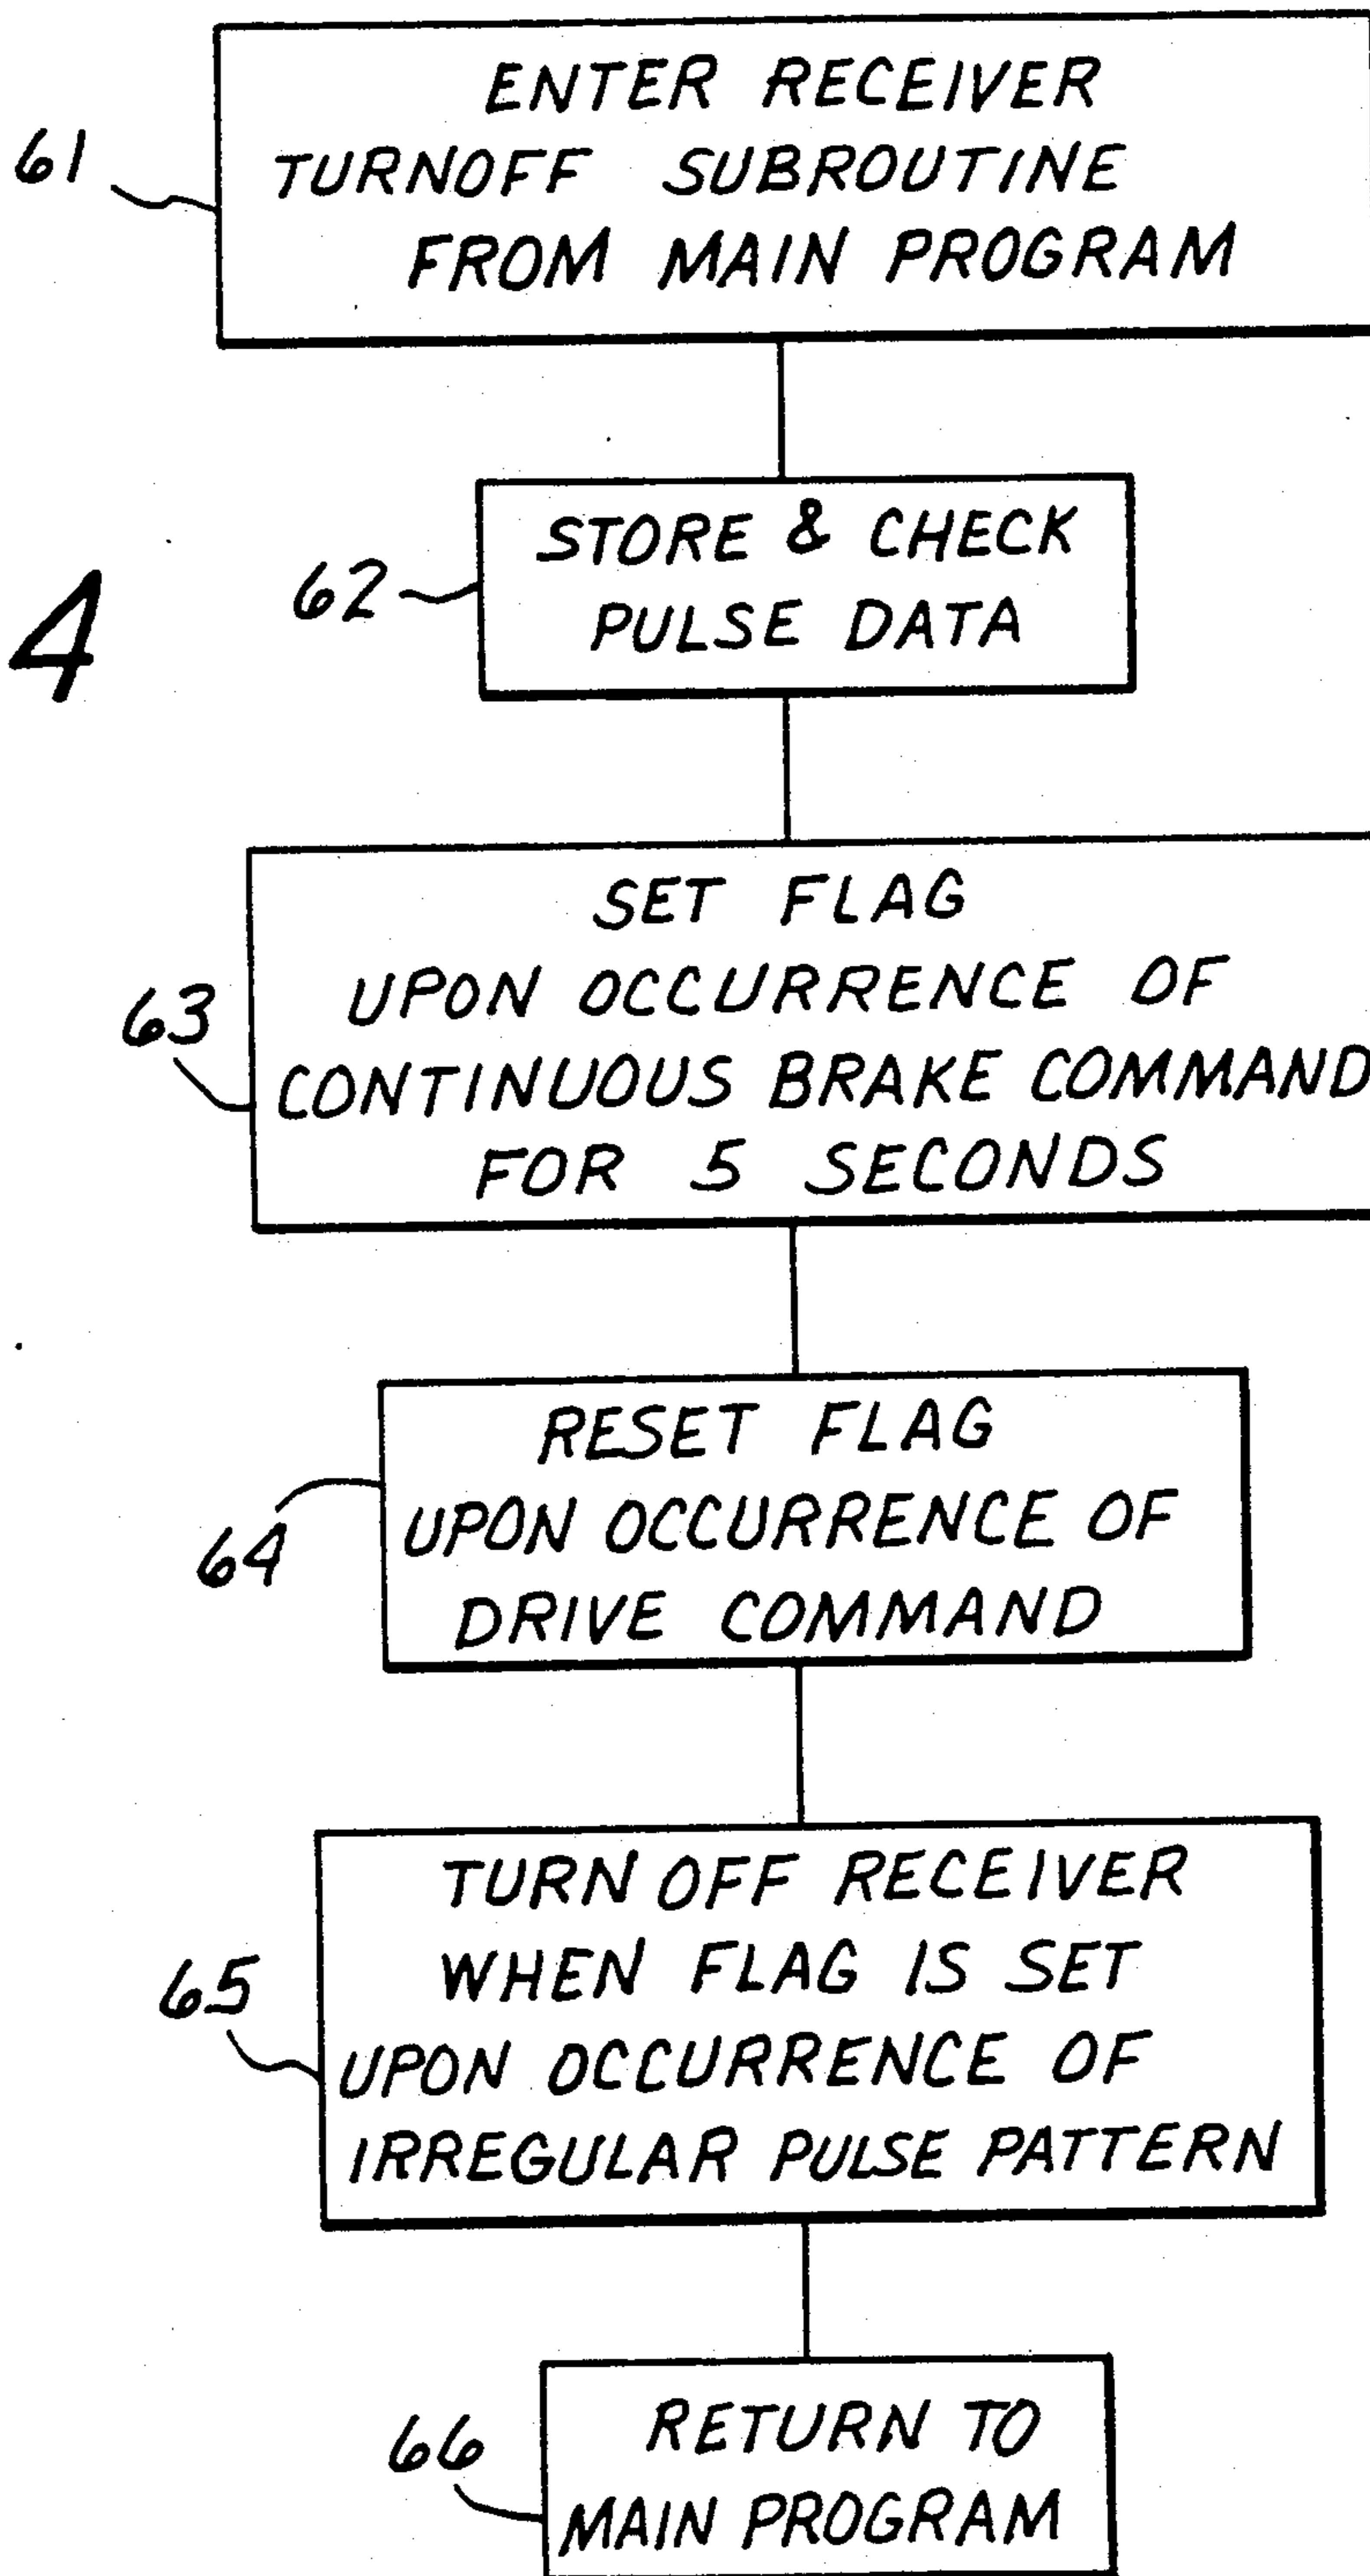 61
ENTER RECEIVER
TURNOFF SUBROUTINE
FROM MAIN PROGRAM
4
62
STORE & CHECK
PULSE DATA
63
SET FLAG
UPON OCCURRENCE OF
CONTINUOUS BRAKE COMMAND
FOR 5 SECONDS
64
RESET FLAG
UPON OCCURRENCE OF
DRIVE COMMAND
65
TURN OFF RECEIVER
WHEN FLAG IS SET
UPON OCCURRENCE OF
IRREGULAR PULSE PATTERN
66
RETURN TO
MAIN PROGRAM